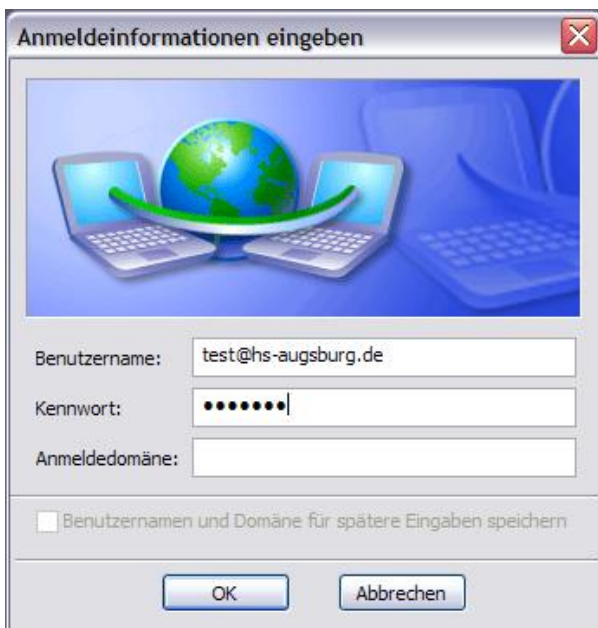 Anmeldeinformationen eingeben
Benutzername: test@hs-augsburg.de
Kennwort: •••••••
Anmeldedomäne:
Benutzernamen und Domäne für spätere Eingaben speichern
OK Abbrechen